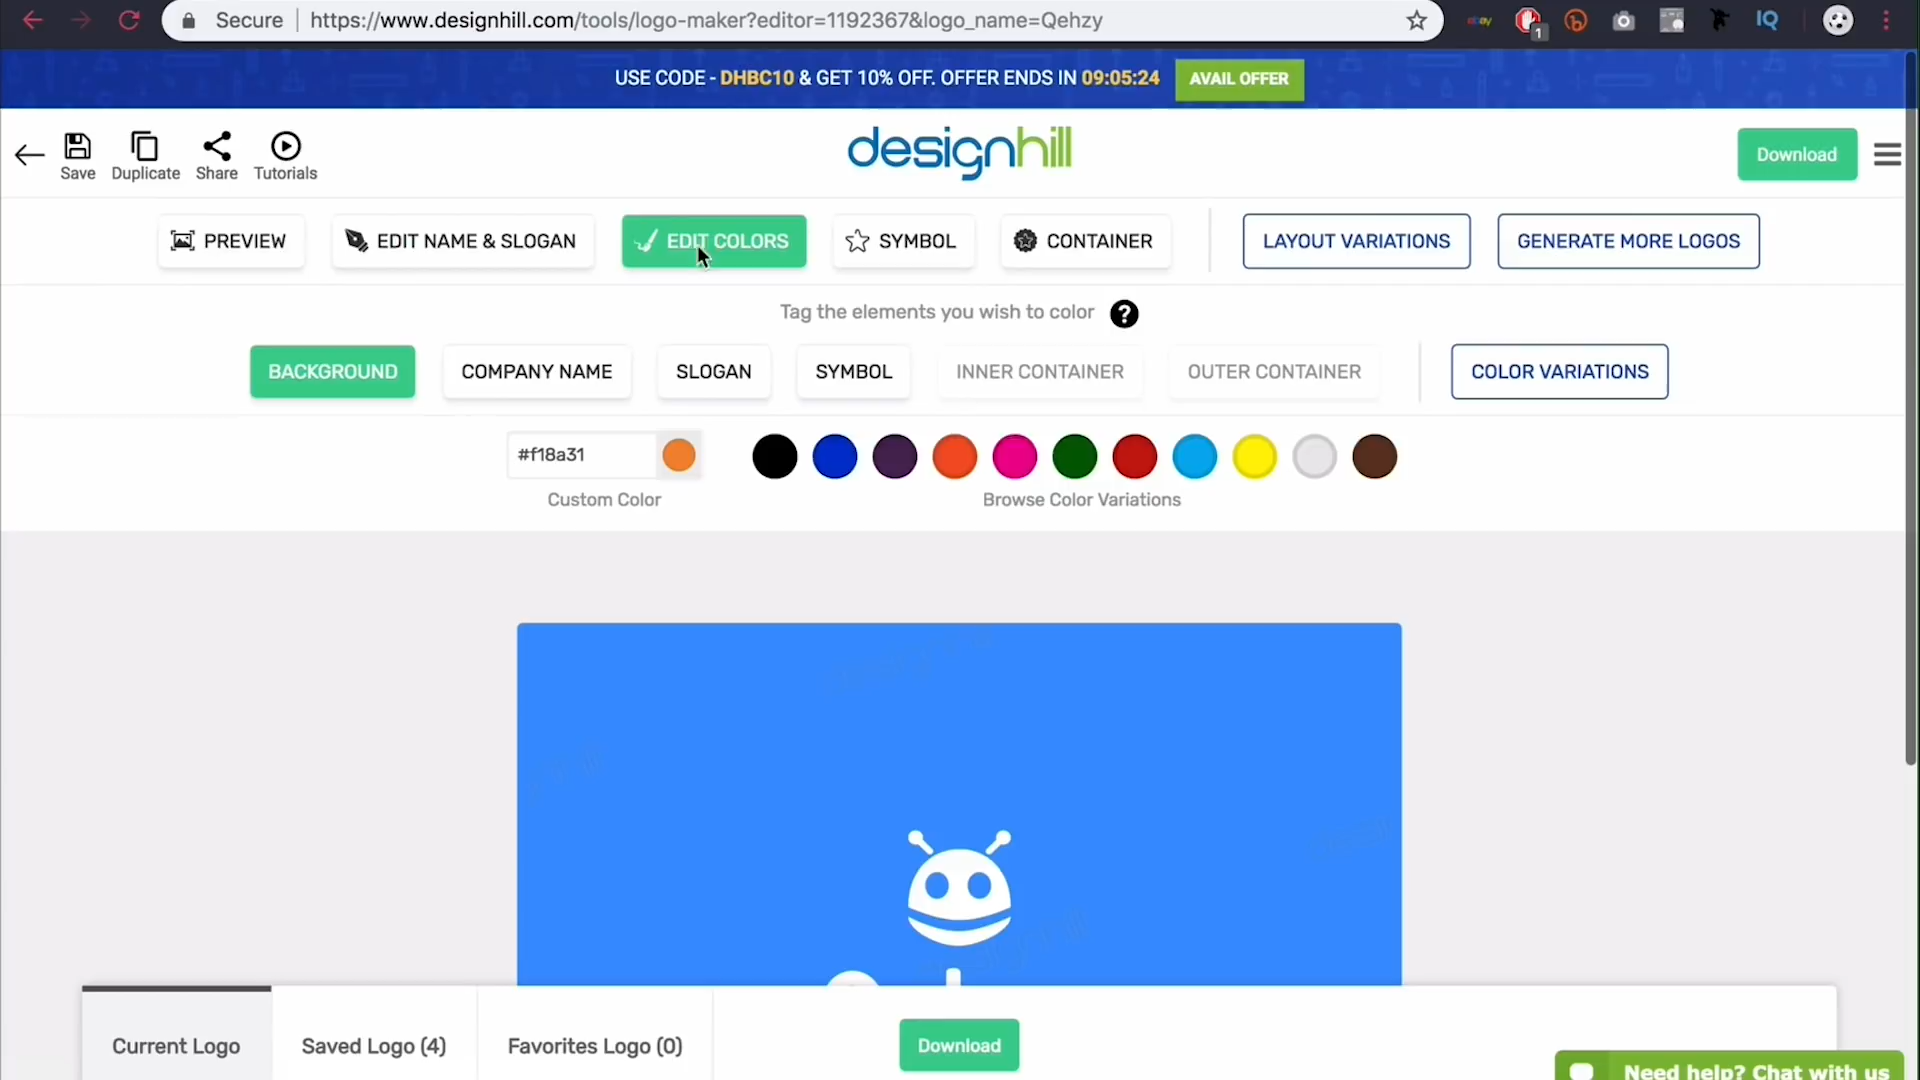 Secure https://www.designhill.com/tools/logo-maker?editor=1192367&logo_name=Qehzy
ebay 1 IQ
USE CODE - DHBC10 & GET 10% OFF. OFFER ENDS IN 09:05:24 AVAIL OFFER
Save Duplicate Share Tutorials
designhill
Download
PREVIEW EDIT NAME & SLOGAN EDIT COLORS SYMBOL CONTAINER LAYOUT VARIATIONS GENERATE MORE LOGOS
Tag the elements you wish to color ?
BACKGROUND COMPANY NAME SLOGAN SYMBOL INNER CONTAINER OUTER CONTAINER COLOR VARIATIONS
#f18a31
Custom Color Browse Color Variations
Current Logo Saved Logo (4) Favorites Logo (0) Download
Need help? Chat with us